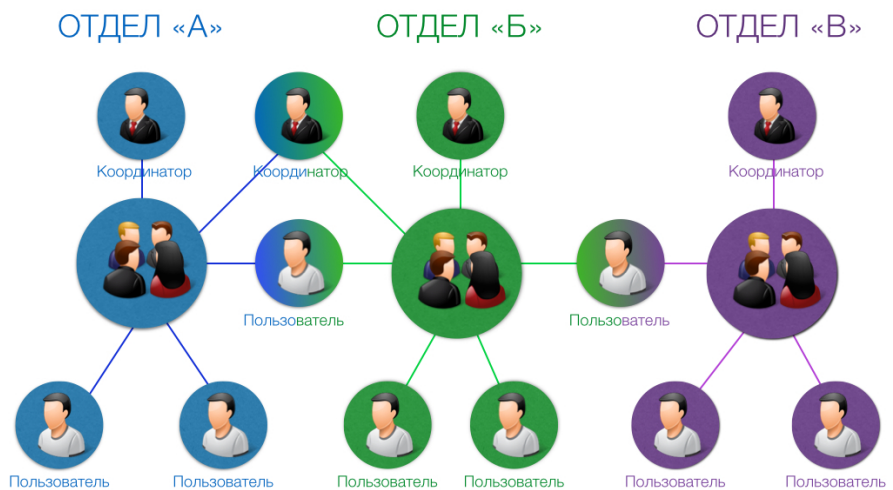 ОТДЕЛ «А»
ОТДЕЛ «Б»
ОТДЕЛ «В»
Координатор
Координатор
Координатор
Координатор
Пользователь
Пользователь
Пользователь
Пользователь
Пользователь
Пользователь
Пользователь
Пользователь